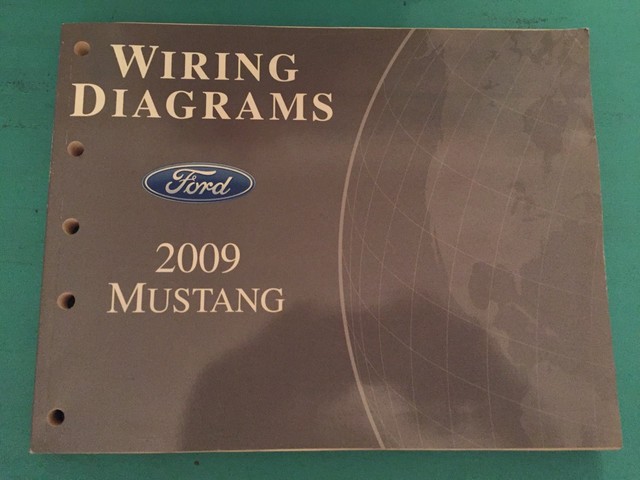 WIRING
DIAGRAMS
Ford
2009
MUSTANG